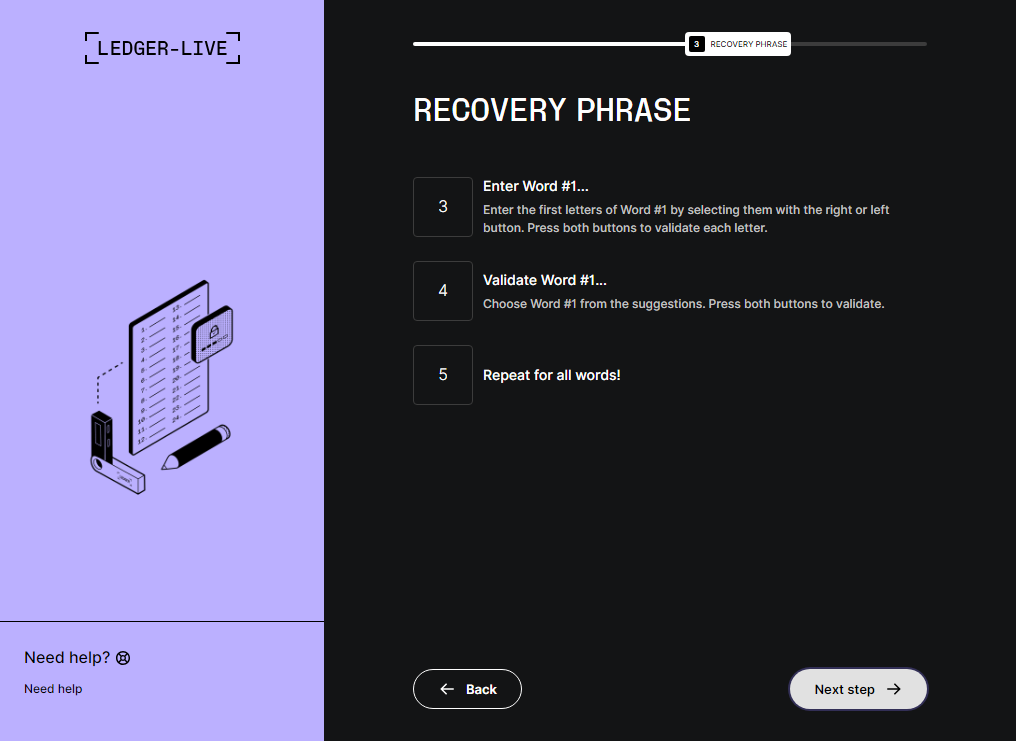 LEDGER-LIVE
3 RECOVERY PHRASE
RECOVERY PHRASE
3
Enter Word #1...
Enter the first letters of Word #1 by selecting them with the right or left
button. Press both buttons to validate each letter.
4
Validate Word #1...
Choose Word #1 from the suggestions. Press both buttons to validate.
5
Repeat for all words!
Need help?
Need help
Back
Next step